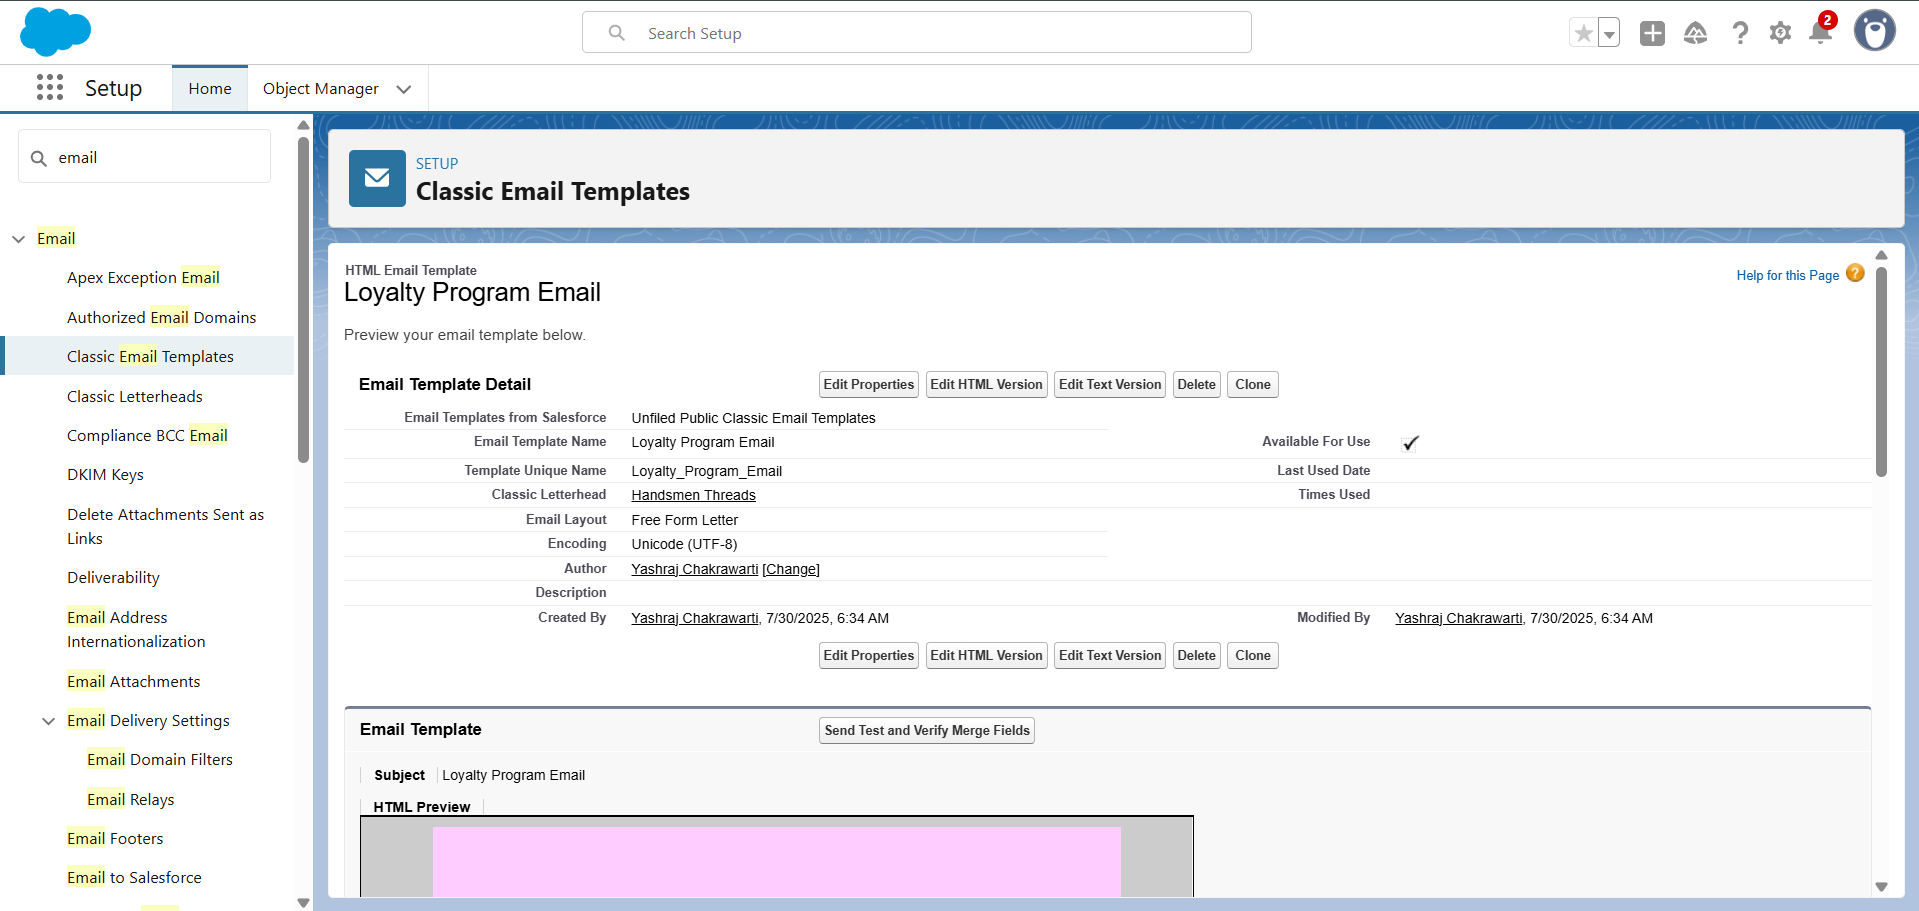 Search Setup
2
Setup
Home
Object Manager
email
Email
Apex Exception Email
Authorized Email Domains
Classic Email Templates
Classic Letterheads
Compliance BCC Email
DKIM Keys
Delete Attachments Sent as
Links
Deliverability
Email Address
Internationalization
Email Attachments
Email Delivery Settings
Email Domain Filters
Email Relays
Email Footers
Email to Salesforce
SETUP
Classic Email Templates
HTML Email Template
Loyalty Program Email
Help for this Page ?
Preview your email template below.
Email Template Detail
Edit Properties Edit HTML Version Edit Text Version Delete Clone
Email Templates from Salesforce Unfiled Public Classic Email Templates
Email Template Name Loyalty Program Email Available For Use
Template Unique Name Loyalty_Program_Email Last Used Date
Classic Letterhead Handsmen Threads Times Used
Email Layout Free Form Letter
Encoding Unicode (UTF-8)
Author Yashraj Chakrawarti [Change]
Description
Created By Yashraj Chakrawarti, 7/30/2025, 6:34 AM Modified By Yashraj Chakrawarti, 7/30/2025, 6:34 AM
Edit Properties Edit HTML Version Edit Text Version Delete Clone
Email Template Send Test and Verify Merge Fields
Subject Loyalty Program Email
HTML Preview